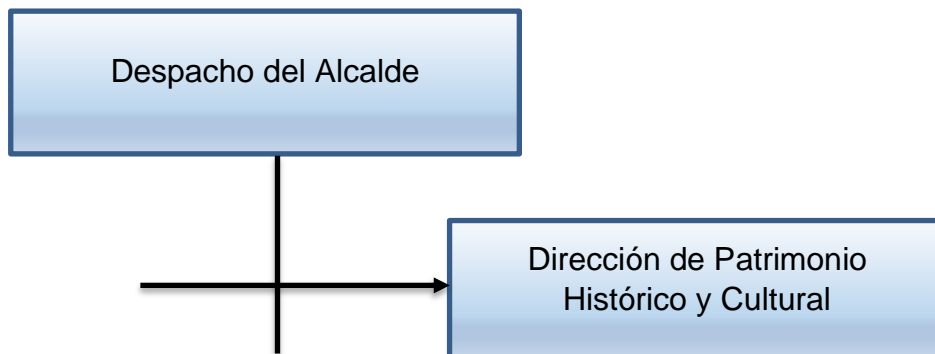 Despacho del Alcalde
Dirección de Patrimonio
Histórico y Cultural